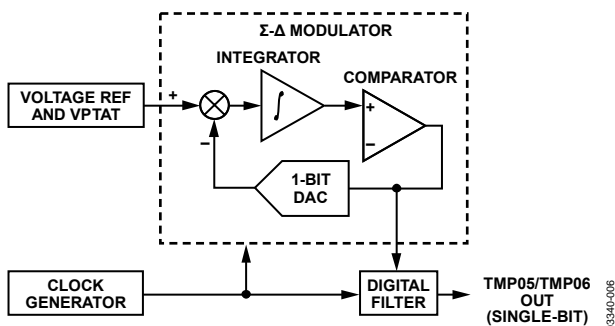 Σ-Δ MODULATOR
INTEGRATOR
COMPARATOR
VOLTAGE REF
AND VPTAT
+
−
∫
+
−
1-BIT
DAC
CLOCK
GENERATOR
DIGITAL
FILTER
TMP05/TMP06
OUT
(SINGLE-BIT)
3340-006